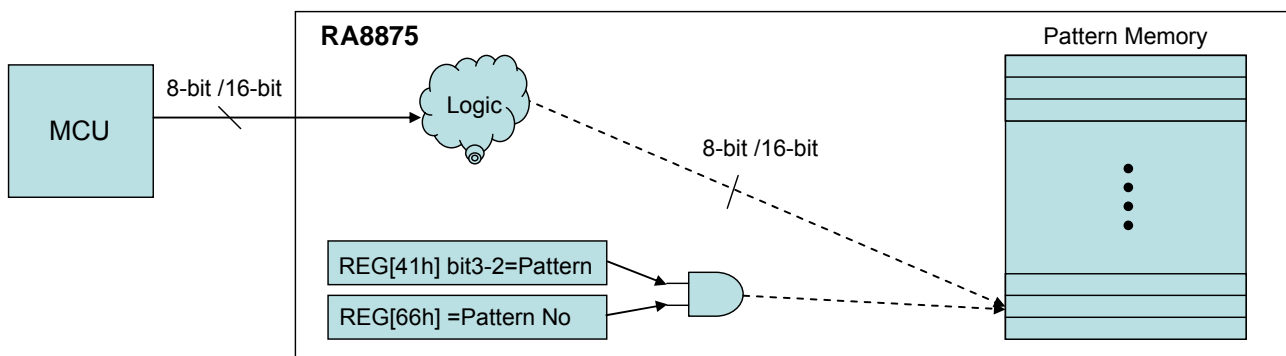 RA8875
Pattern Memory
8-bit /16-bit
MCU
Logic
8-bit /16-bit
REG[41h] bit3-2=Pattern
REG[66h] =Pattern No